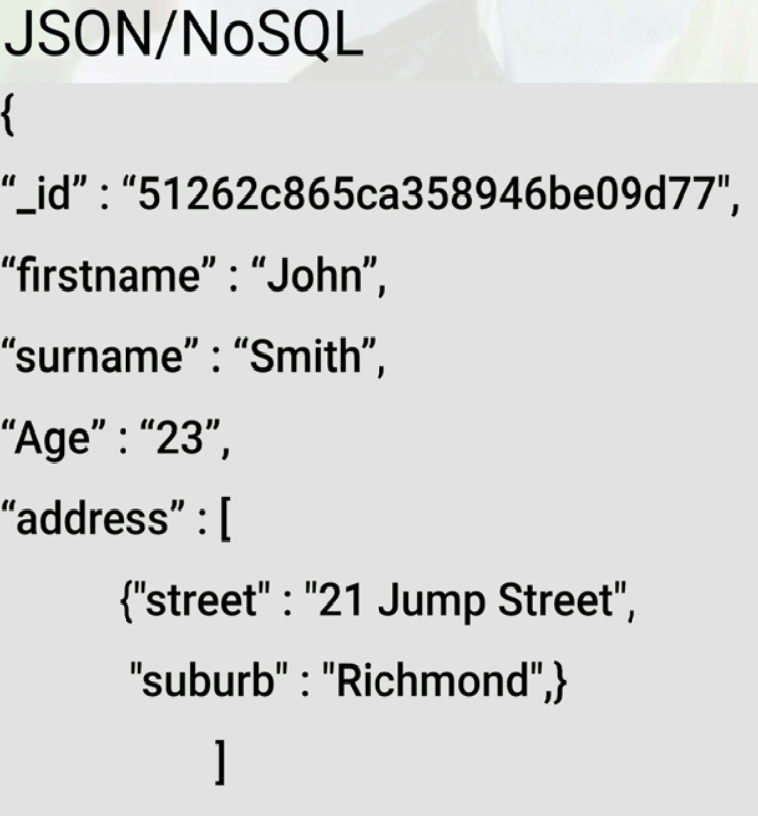 JSON/NoSQL
{
“_id” : “51262c865ca358946be09d77",
“firstname” : “John”,
“surname” : “Smith”,
“Age” : “23”,
“address” : [
{"street" : "21 Jump Street",
"suburb" : "Richmond",}
]